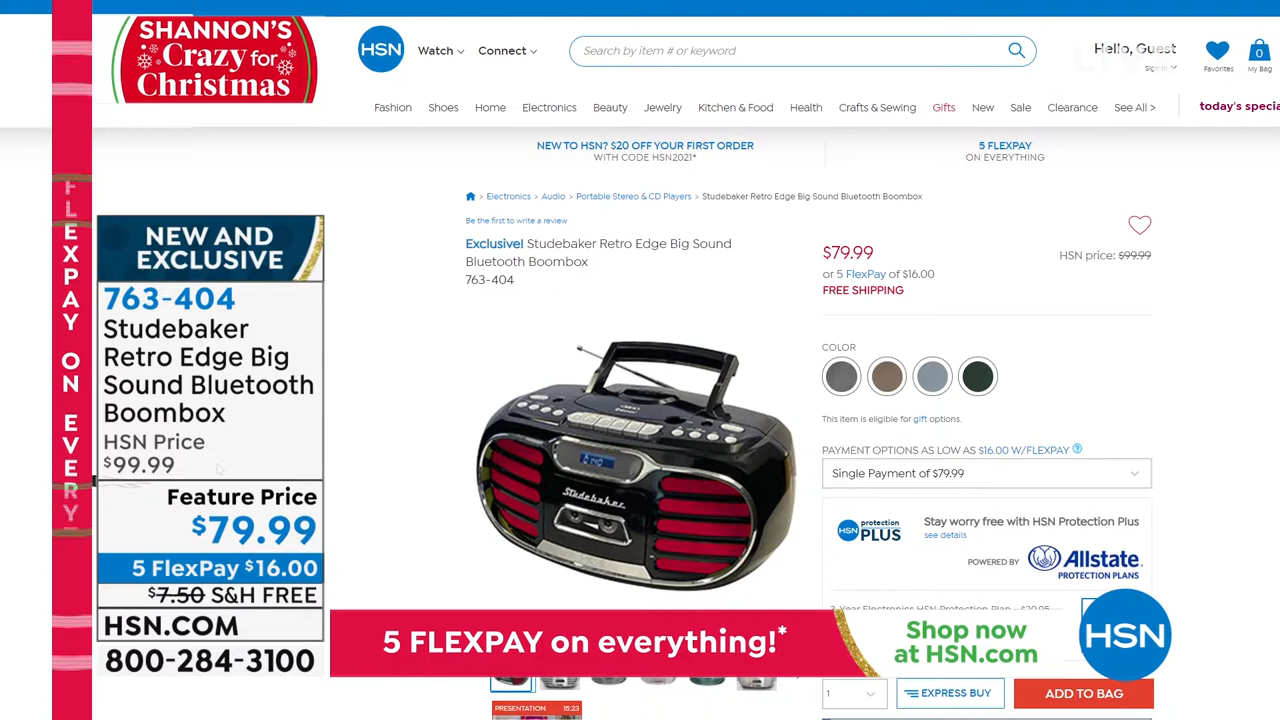 SHANNON'S
Crazy for
Christmas
HSN
Watch
Connect
Search by item # or keyword
Hello, Guest
Sign In
Favorites
0
My Bag
Fashion
Shoes
Home
Electronics
Beauty
Jewelry
Kitchen & Food
Health
Crafts & Sewing
Gifts
New
Sale
Clearance
See All >
today's specia
NEW TO HSN? $20 OFF YOUR FIRST ORDER
WITH CODE HSN2021*
5 FLEXPAY
ON EVERYTHING
FLEXPAY ON EVERY
Electronics > Audio > Portable Stereo & CD Players > Studebaker Retro Edge Big Sound Bluetooth Boombox
Be the first to write a review
Exclusive! Studebaker Retro Edge Big Sound
Bluetooth Boombox
763-404
$79.99
HSN price: $99.99
or 5 FlexPay of $16.00
FREE SHIPPING
COLOR
This item is eligible for gift options.
PAYMENT OPTIONS AS LOW AS $16.00 W/FLEXPAY ?
Single Payment of $79.99
HSN protection PLUS
Stay worry free with HSN Protection Plus
see details
POWERED BY
Allstate.
PROTECTION PLANS
Studebaker
NEW AND
EXCLUSIVE
763-404
Studebaker
Retro Edge Big
Sound Bluetooth
Boombox
HSN Price
$99.99
Feature Price
$79.99
5 FlexPay $16.00
$7.50 S&H FREE
HSN.COM
800-284-3100
5 FLEXPAY on everything!*
Shop now
at HSN.com
HSN
1
EXPRESS BUY
ADD TO BAG
PRESENTATION 15:23